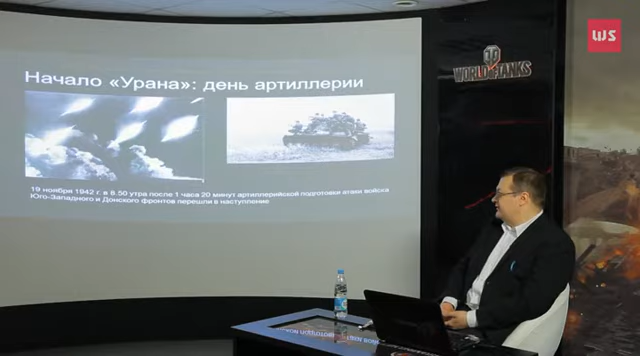 Начало «Урана»: день артиллерии
19 ноября 1942 г. в 8.50 утра после 1 часа 20 минут артиллерийской подготовки атаки войска
Юго-Западного и Донского фронтов перешли в наступление
WS
WORLD OF TANKS